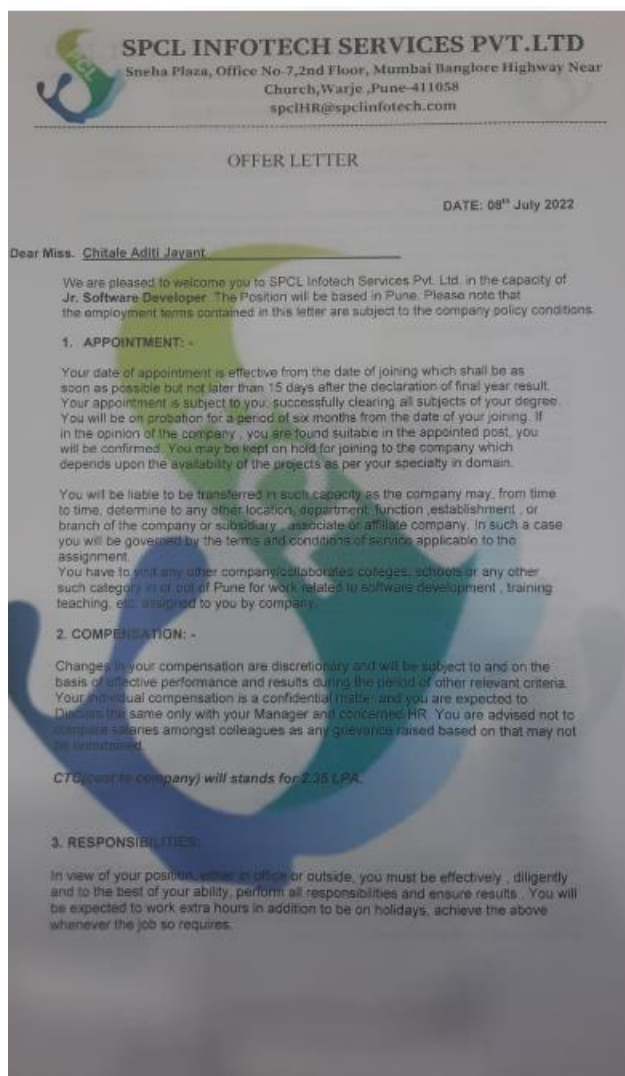 SPCL
SPCL INFOTECH SERVICES PVT.LTD
Sneha Plaza, Office No-7,2nd Floor, Mumbai Banglore Highway Near
Church,Warje ,Pune-411058
spclHR@spclinfotech.com
OFFER LETTER
DATE: 08th July 2022
Dear Miss. Chitale Aditi Jayant
We are pleased to welcome you to SPCL Infotech Services Pvt. Ltd. in the capacity of
Jr. Software Developer. The Position will be based in Pune. Please note that
the employment terms contained in this letter are subject to the company policy conditions.
1. APPOINTMENT: -
Your date of appointment is effective from the date of joining which shall be as
soon as possible but not later than 15 days after the declaration of final year result.
Your appointment is subject to you, successfully clearing all subjects of your degree.
You will be on probation for a period of six months from the date of your joining. If
in the opinion of the company , you are found suitable in the appointed post, you
will be confirmed. You may be kept on hold for joining to the company which
depends upon the availability of the projects as per your specialty in domain.
You will be liable to be transferred in such capacity as the company may, from time
to time, determine to any other location, department, function ,establishment , or
branch of the company or subsidiary , associate or affiliate company. In such a case
you will be governed by the terms and conditions of service applicable to the
assignment.
You have to visit any other company/collaborated colleges, schools or any other
such category in or out of Pune for work related to software development , training
teaching, etc. assigned to you by company.
2. COMPENSATION: -
Changes in your compensation are discretionary and will be subject to and on the
basis of effective performance and results during the period of other relevant criteria.
Your individual compensation is a confidential matter and you are expected to
Discuss the same only with your Manager and concerned HR. You are advised not to
compare salaries amongst colleagues as any grievance raised based on that may not
be entertained.
CTC(cost to company) will stands for 2.35 LPA.
3. RESPONSIBILITIES:
In view of your position, either in office or outside, you must be effectively , diligently
and to the best of your ability, perform all responsibilities and ensure results . You will
be expected to work extra hours in addition to be on holidays, achieve the above
whenever the job so requires.